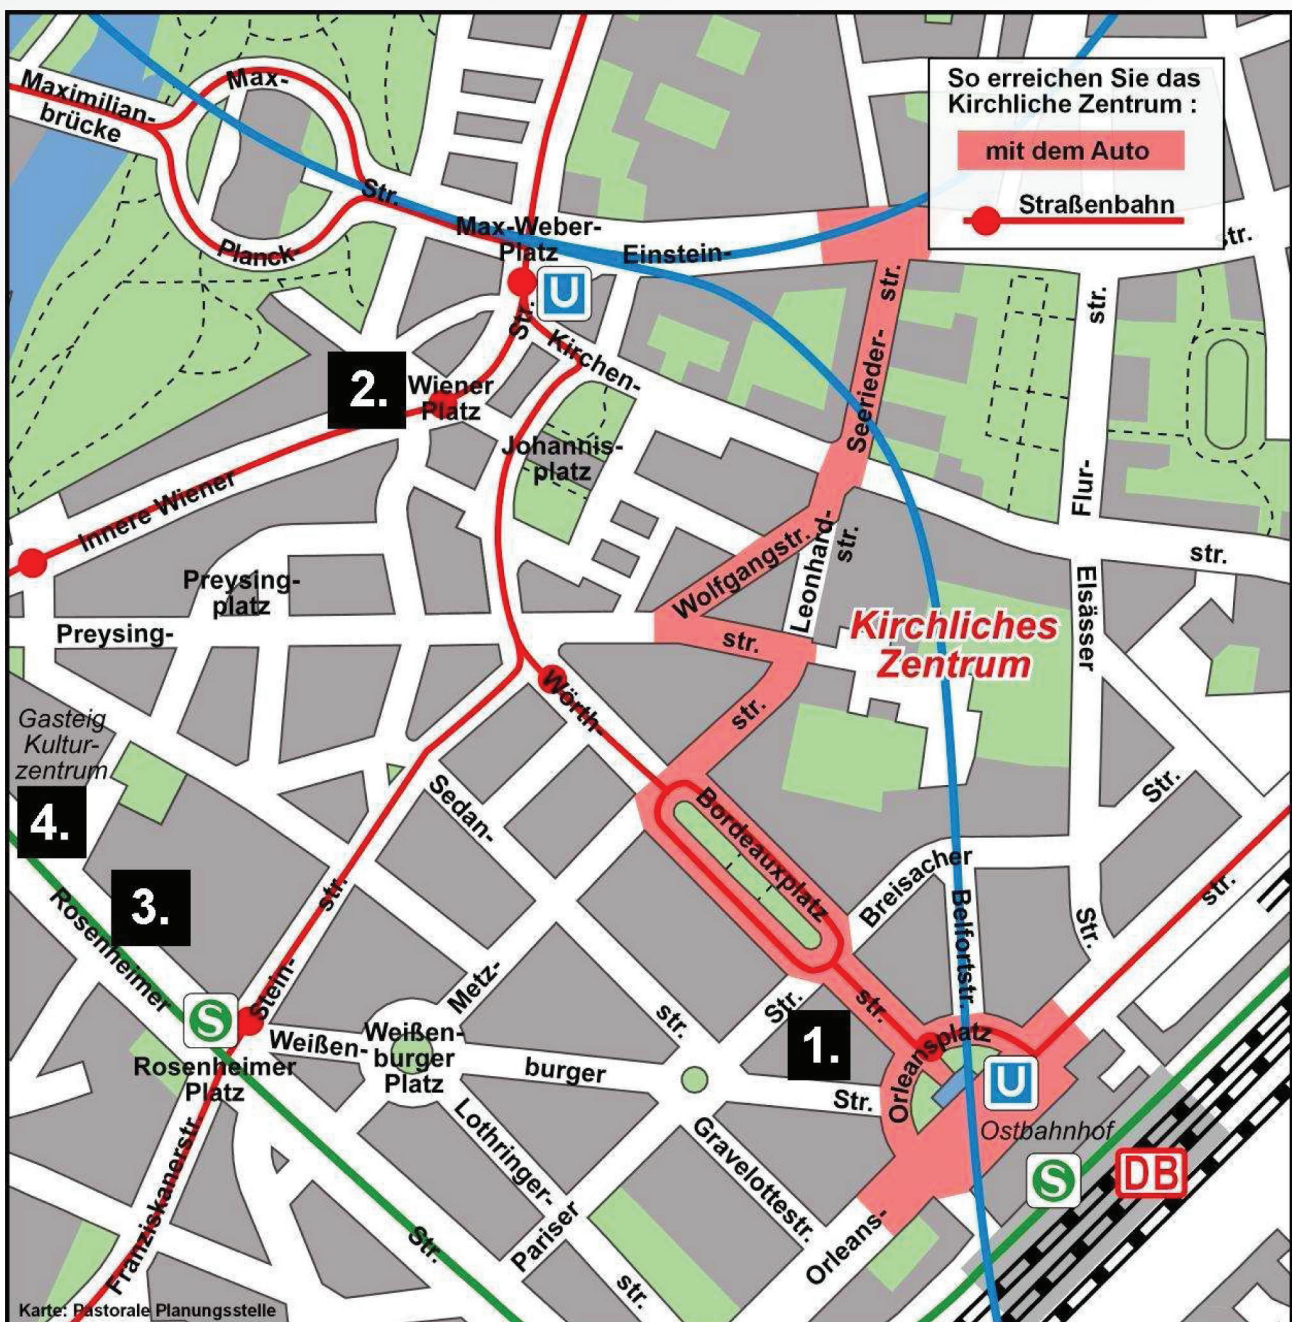 So erreichen Sie das
Kirchliche Zentrum :
mit dem Auto
Straßenbahn
Maximilian-
brücke
Max-
Str.
Planck-
Max-Weber-
Platz
U
Einstein-
str.
str.
Str.
Kirchen-
Seerieder-
str.
2.
Wiener
Platz
Johannis-
platz
Flur-
Innere Wiener
Wolfgangstr.
Leonhard-
str.
str.
Preysing-
platz
Preysing-
str.
Elsässer
Kirchliches
Zentrum
Wörth-
str.
Gasteig
Kultur-
zentrum
4.
Sedan-
Bordeauxplatz
Str.
3.
Rosenheimer
str.
Breisacher
Belfortstr.
Str.
str.
Stein-
S
Metz-
str.
Str.
str.
1.
Weißen-
Weißen-
burger
Platz
burger
Str.
Orleansplatz
U
Rosenheimer
Platz
Ostbahnhof
S
DB
Franziskanerstr.
Lothringer-
Gravelottestr.
Pariser
Orleans-
Str.
str.
Karte: Pastorale Planungsstelle